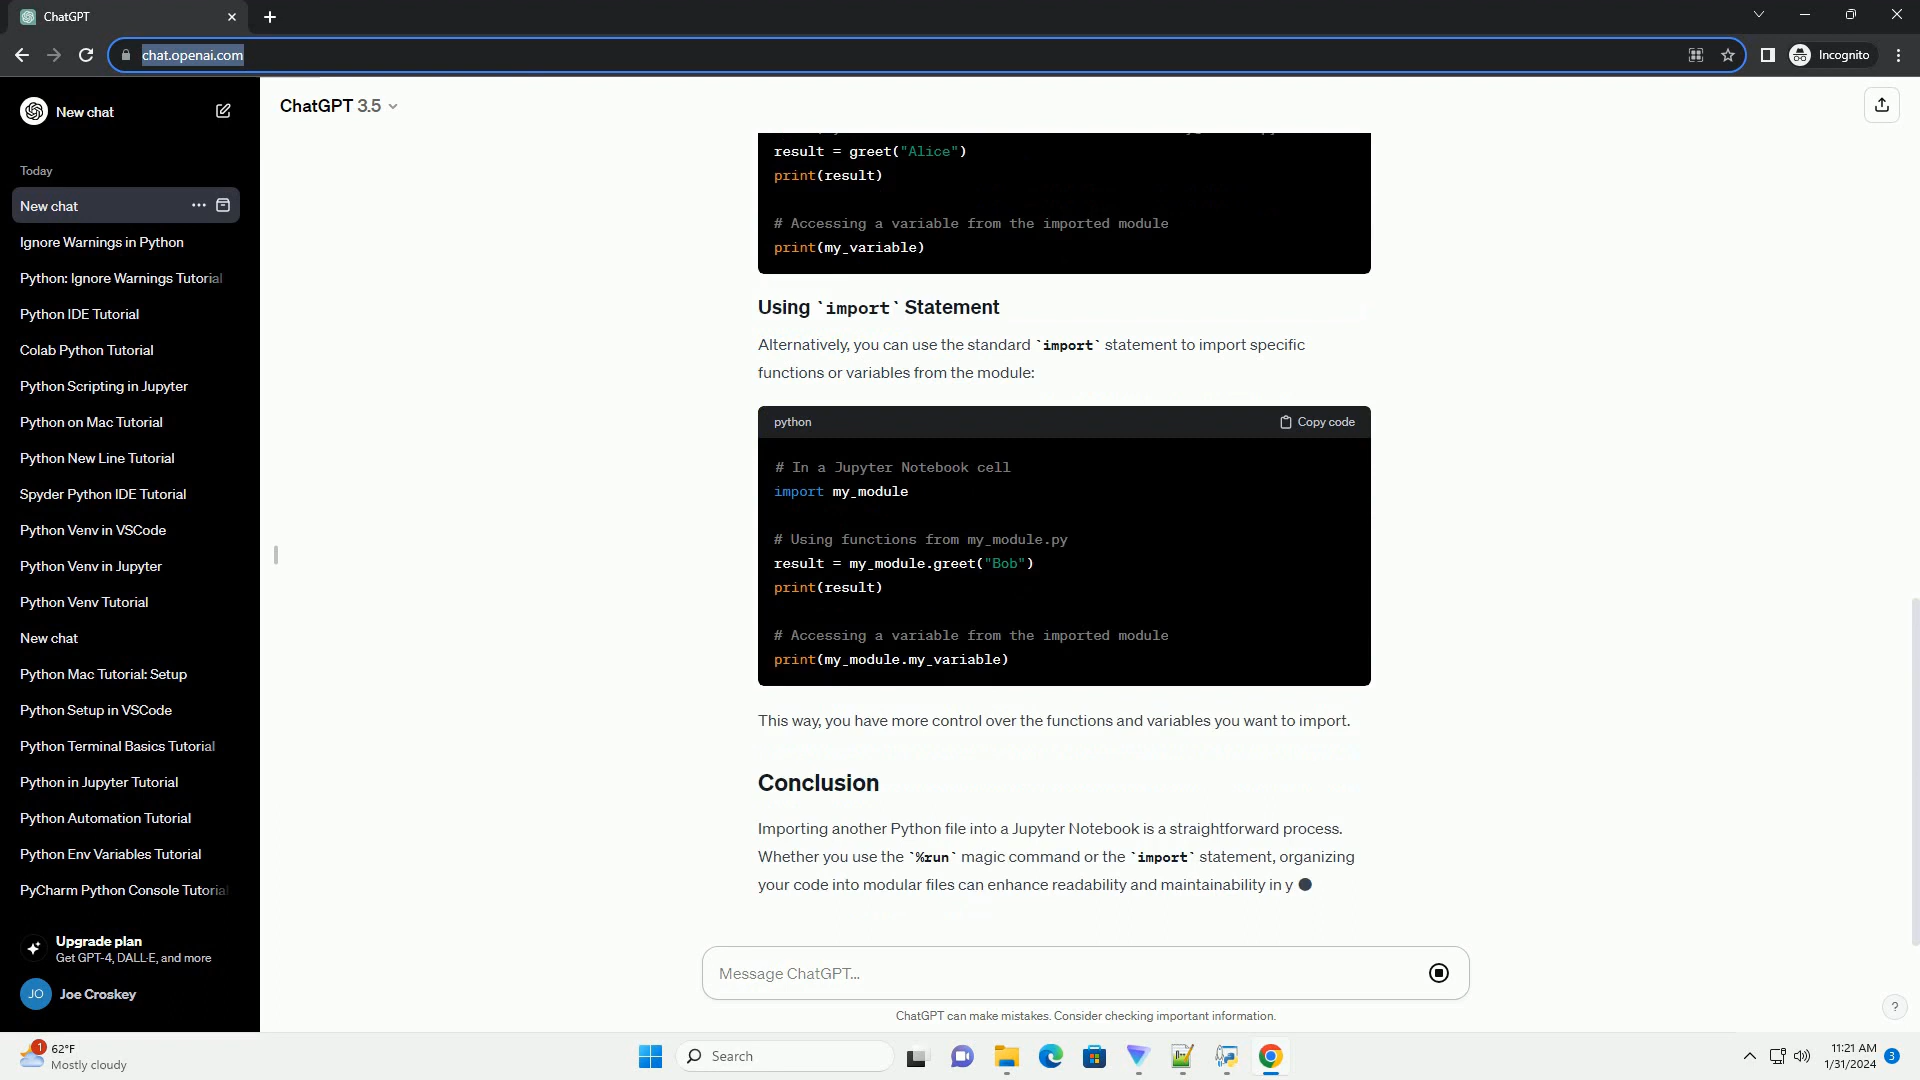 ChatGPT
chat.openai.com
Incognito
New chat
ChatGPT 3.5
Today
New chat
Ignore Warnings in Python
Python: Ignore Warnings Tutorial
Python IDE Tutorial
Colab Python Tutorial
Python Scripting in Jupyter
Python on Mac Tutorial
Python New Line Tutorial
Spyder Python IDE Tutorial
Python Venv in VSCode
Python Venv in Jupyter
Python Venv Tutorial
New chat
Python Mac Tutorial: Setup
Python Setup in VSCode
Python Terminal Basics Tutorial
Python in Jupyter Tutorial
Python Automation Tutorial
Python Env Variables Tutorial
PyCharm Python Console Tutorial
Upgrade plan
Get GPT-4, DALL·E, and more
JO Joe Croskey
result = greet("Alice")
print(result)
# Accessing a variable from the imported module
print(my_variable)
Using `import` Statement
Alternatively, you can use the standard `import` statement to import specific
functions or variables from the module:
python Copy code
# In a Jupyter Notebook cell
import my_module
# Using functions from my_module.py
result = my_module.greet("Bob")
print(result)
# Accessing a variable from the imported module
print(my_module.my_variable)
This way, you have more control over the functions and variables you want to import.
Conclusion
Importing another Python file into a Jupyter Notebook is a straightforward process.
Whether you use the `%run` magic command or the `import` statement, organizing
your code into modular files can enhance readability and maintainability in y
Message ChatGPT...
ChatGPT can make mistakes. Consider checking important information.
?
1
62°F
Mostly cloudy
Search
11:21 AM
1/31/2024
3